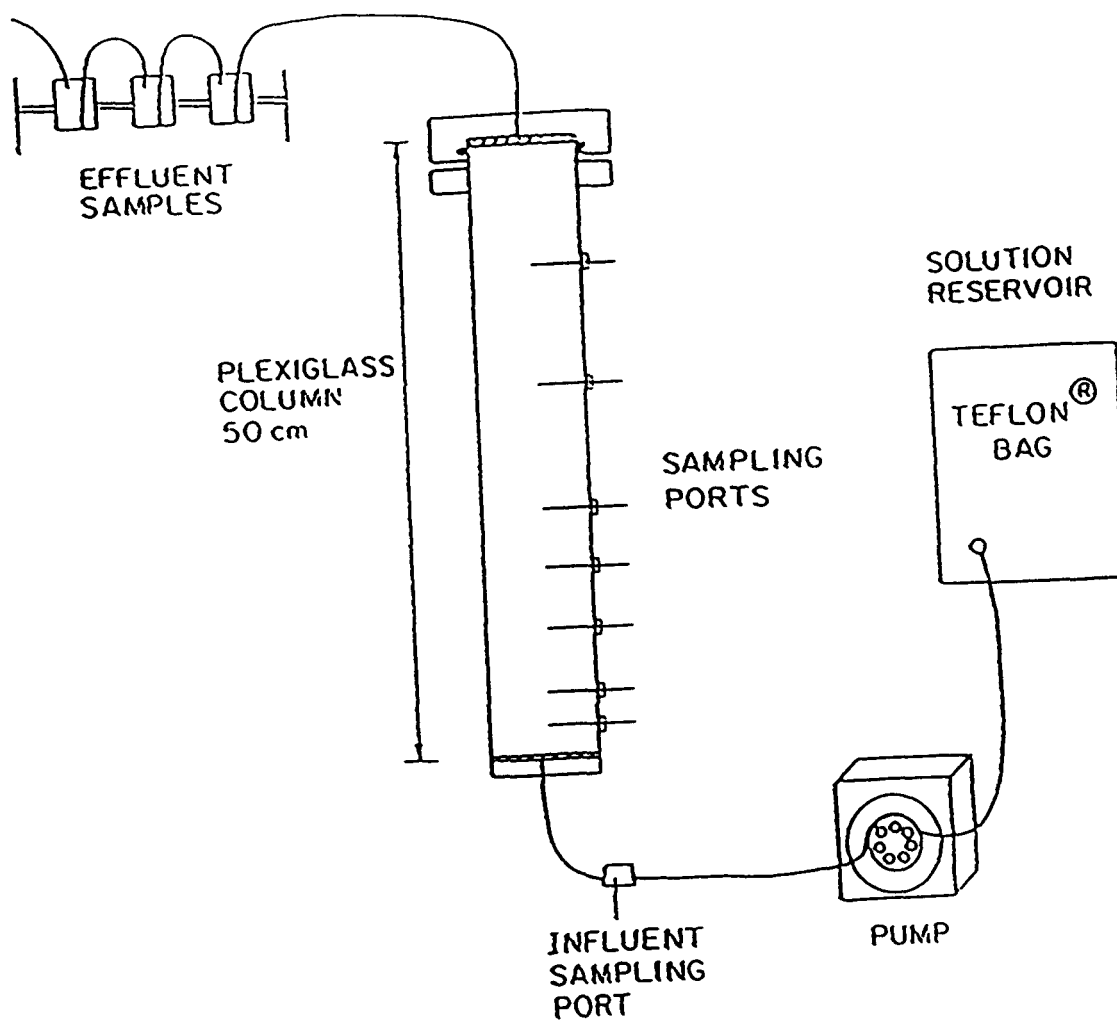 EFFLUENT
SAMPLES
PLEXIGLASS
COLUMN
50 cm
SAMPLING
PORTS
SOLUTION
RESERVOIR
TEFLON®
BAG
PUMP
INFLUENT
SAMPLING
PORT